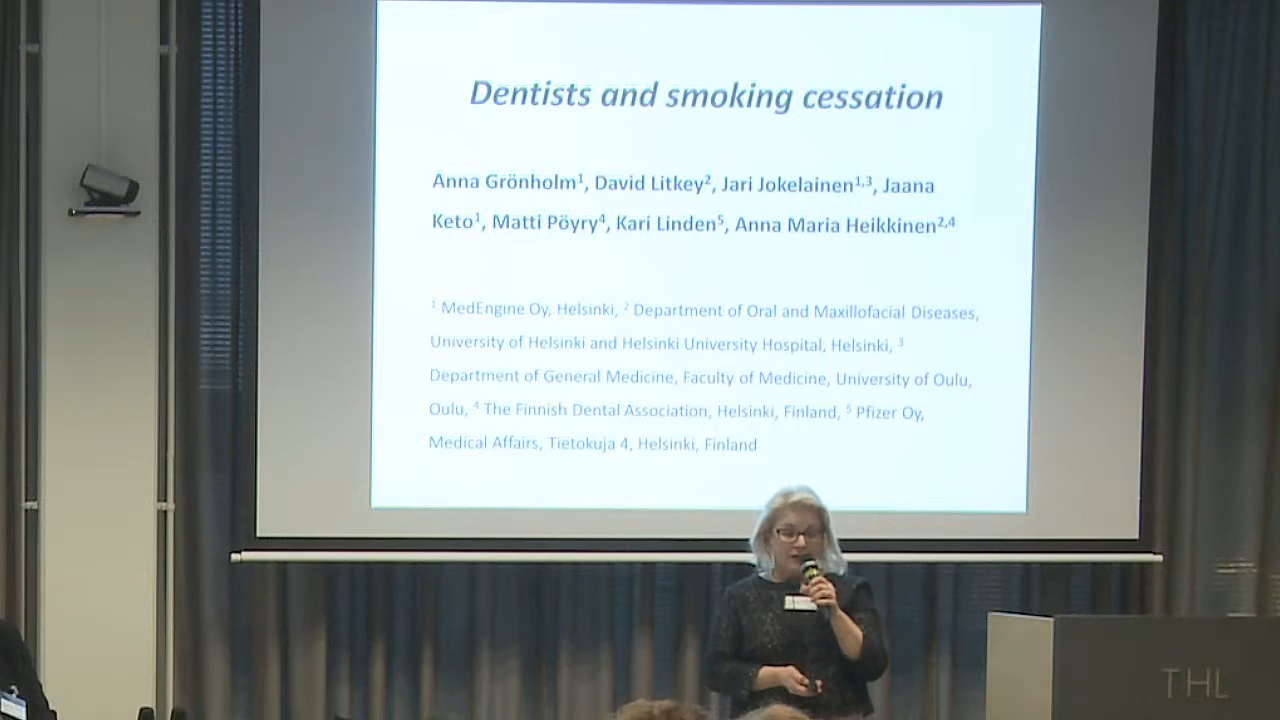 Dentists and smoking cessation
Anna Grönholm¹, David Litkey², Jari Jokelainen¹,³, Jaana
Keto¹, Matti Pöyry⁴, Kari Linden⁵, Anna Maria Heikkinen²,⁴
¹ MedEngine Oy, Helsinki, ² Department of Oral and Maxillofacial Diseases,
University of Helsinki and Helsinki University Hospital, Helsinki, ³
Department of General Medicine, Faculty of Medicine, University of Oulu,
Oulu, ⁴ The Finnish Dental Association, Helsinki, Finland, ⁵ Pfizer Oy,
Medical Affairs, Tietokuja 4, Helsinki, Finland
THL